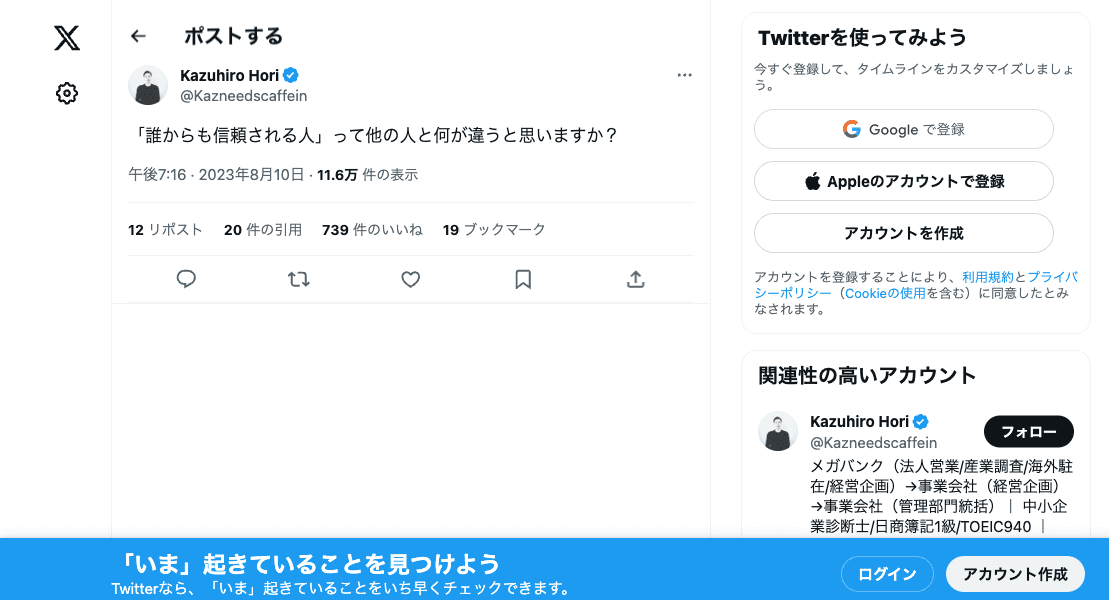 ポストする
Kazuhiro Hori
@Kazneedscaffein
「誰からも信頼される人」って他の人と何が違うと思いますか？
午後7:16 · 2023年8月10日 · 11.6万 件の表示
12 リポスト 20 件の引用 739 件のいいね 19 ブックマーク
Twitterを使ってみよう
今すぐ登録して、タイムラインをカスタマイズしましょ
う。
Google で登録
Appleのアカウントで登録
アカウントを作成
アカウントを登録することにより、利用規約とプライバ
シーポリシー（Cookieの使用を含む）に同意したとみ
なされます。
関連性の高いアカウント
Kazuhiro Hori
@Kazneedscaffein
フォロー
メガバンク（法人営業/産業調査/海外駐
在/経営企画）→事業会社（経営企画）
→事業会社（管理部門統括）｜ 中小企
業診断士/日商簿記1級/TOEIC940 ｜
「いま」起きていることを見つけよう
Twitterなら、「いま」起きていることをいち早くチェックできます。
ログイン
アカウント作成